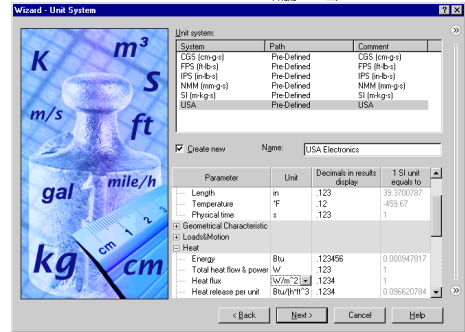 Wizard - Unit System
Unit system:
System Path Comment
CGS (cm-g-s) Pre-Defined CGS (cm-g-s)
FPS (ft-lb-s) Pre-Defined FPS (ft-lb-s)
IPS (in-lb-s) Pre-Defined IPS (in-lb-s)
NMM (mm-g-s) Pre-Defined NMM (mm-g-s)
SI (m-kg-s) Pre-Defined SI (m-kg-s)
USA Pre-Defined USA
Create new Name: USA Electronics
Parameter Unit Decimals in results display 1 SI unit equals to
Length in .123 39.3700787
Temperature °F .12 -459.67
Physical time s .123 1
Geometrical Characteristic
Loads&Motion
Heat
Energy Btu .123456 0.000947817
Total heat flow & power W .123 1
Heat flux W/m^2 .1234 1
Heat release per unit Btu/(h*ft^3 .1234 0.096620784
K
m³
S
m/s
ft
gal
mile/h
cm 1 2 3
kg
cm
< Back Next > Cancel Help